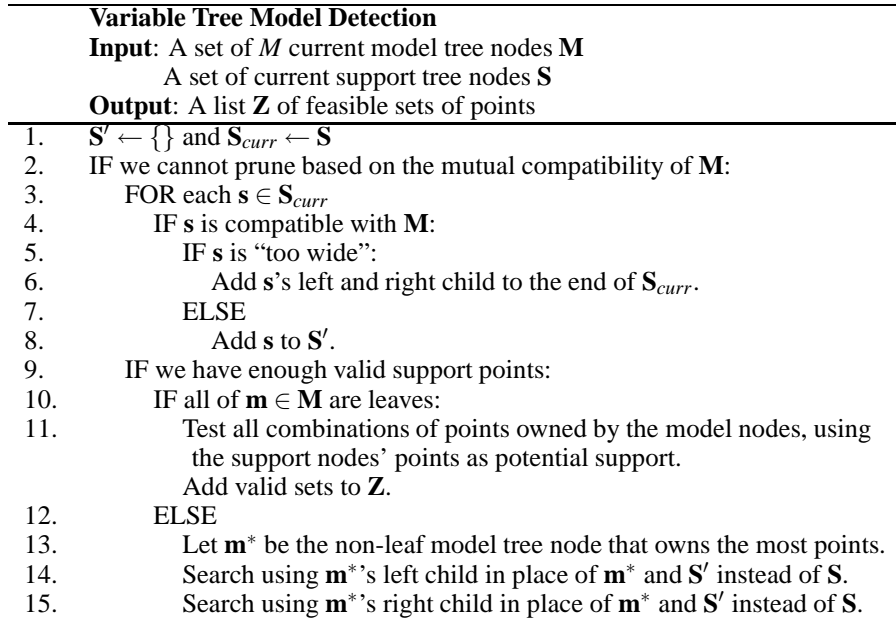 Variable Tree Model Detection
Input: A set of M current model tree nodes M
A set of current support tree nodes S
Output: A list Z of feasible sets of points
1. S′ ← {} and S_curr ← S
2. IF we cannot prune based on the mutual compatibility of M:
3. FOR each s ∈ S_curr
4. IF s is compatible with M:
5. IF s is “too wide”:
6. Add s's left and right child to the end of S_curr.
7. ELSE
8. Add s to S′.
9. IF we have enough valid support points:
10. IF all of m ∈ M are leaves:
11. Test all combinations of points owned by the model nodes, using
the support nodes' points as potential support.
Add valid sets to Z.
12. ELSE
13. Let m* be the non-leaf model tree node that owns the most points.
14. Search using m*'s left child in place of m* and S′ instead of S.
15. Search using m*'s right child in place of m* and S′ instead of S.